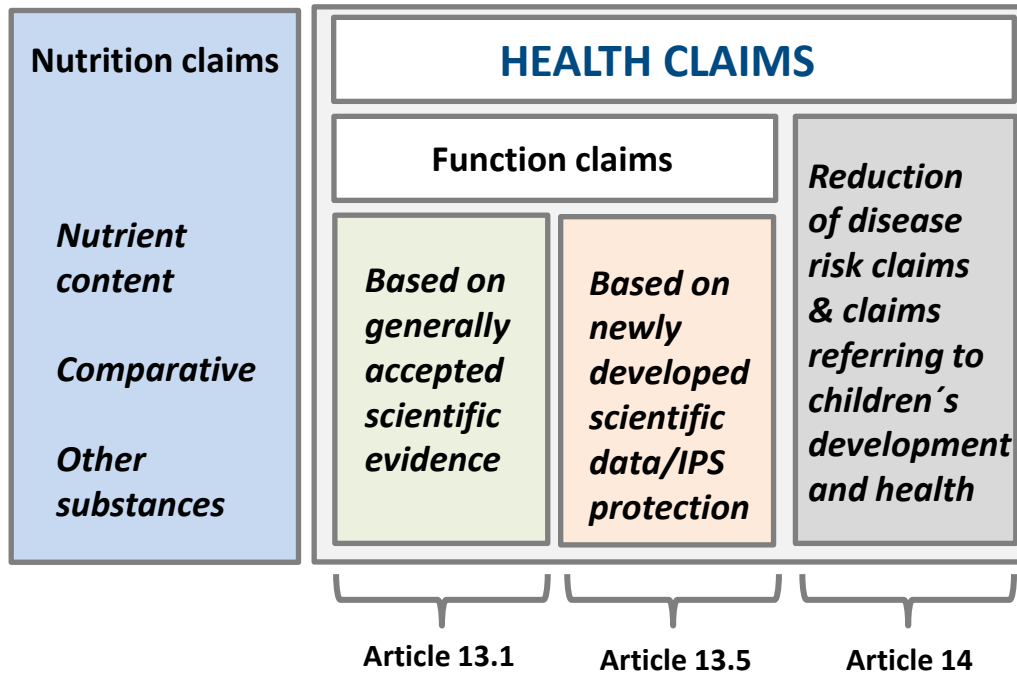 Nutrition claims
Nutrient
content
Comparative
Other
substances
HEALTH CLAIMS
Function claims
Based on
generally
accepted
scientific
evidence
Based on
newly
developed
scientific
data/IPS
protection
Reduction
of disease
risk claims
& claims
referring to
children´s
development
and health
Article 13.1
Article 13.5
Article 14